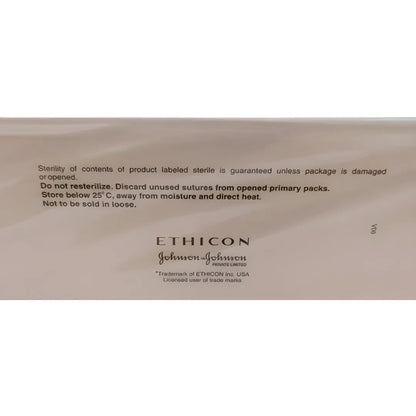 Sterility of contents of product labeled sterile is guaranteed unless package is damaged
or opened.
Do not resterilize. Discard unused sutures from opened primary packs.
Store below 25°C, away from moisture and direct heat.
Not to be sold in loose.
ETHICON
Johnson & Johnson
PRIVATE LIMITED
*Trademark of ETHICON Inc. USA
Licensed user of trade marks